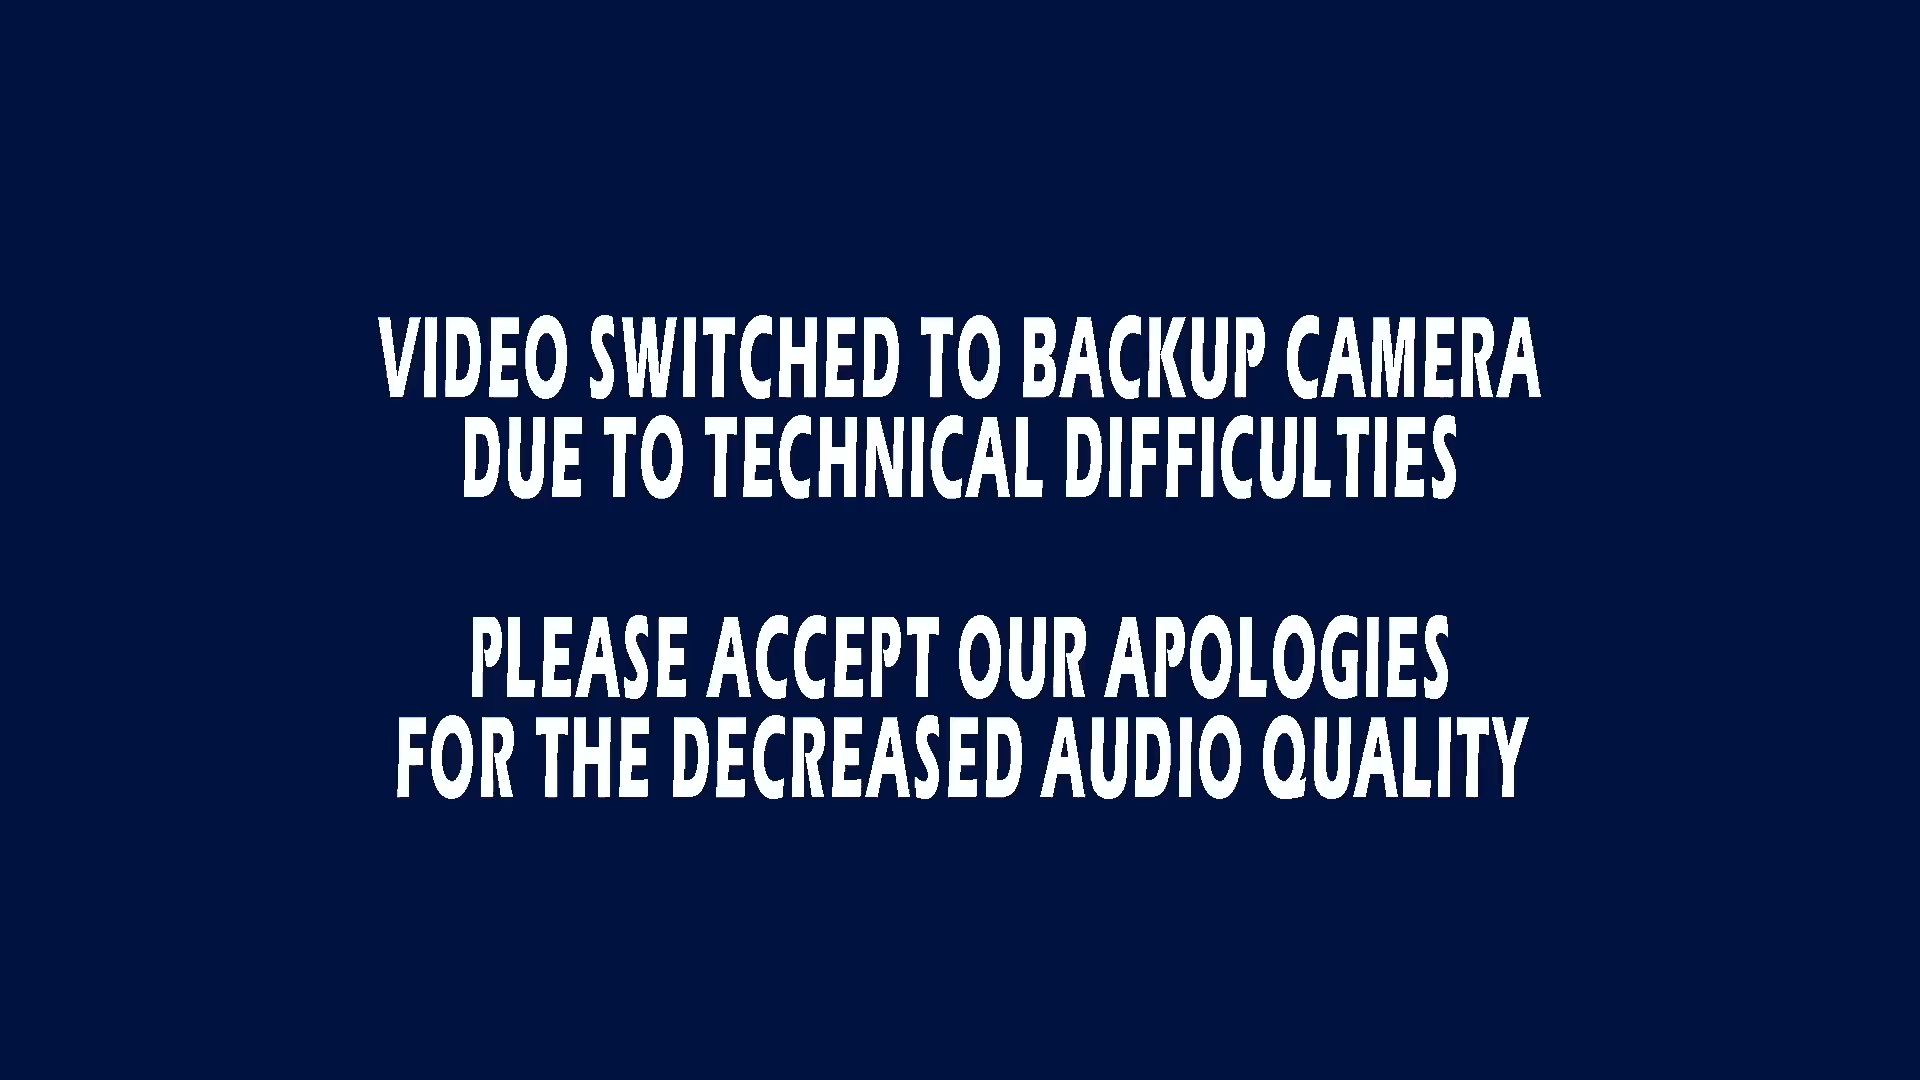 VIDEO SWITCHED TO BACKUP CAMERA
DUE TO TECHNICAL DIFFICULTIES
PLEASE ACCEPT OUR APOLOGIES
FOR THE DECREASED AUDIO QUALITY